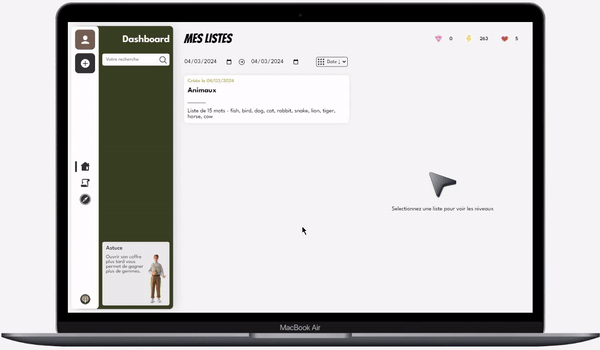 Dashboard
Votre recherche
MES LISTES
0
263
5
04/03/2024
04/03/2024
Date
Créée le 04/03/2024
Animaux
Liste de 15 mots - fish, bird, dog, cat, rabbit, snake, lion, tiger,
horse, cow
Selectionnez une liste pour voir les niveaux
Astuce
Ouvrir son coffre
plus tard vous
permet de gagner
plus de gemmes.
MacBook Air